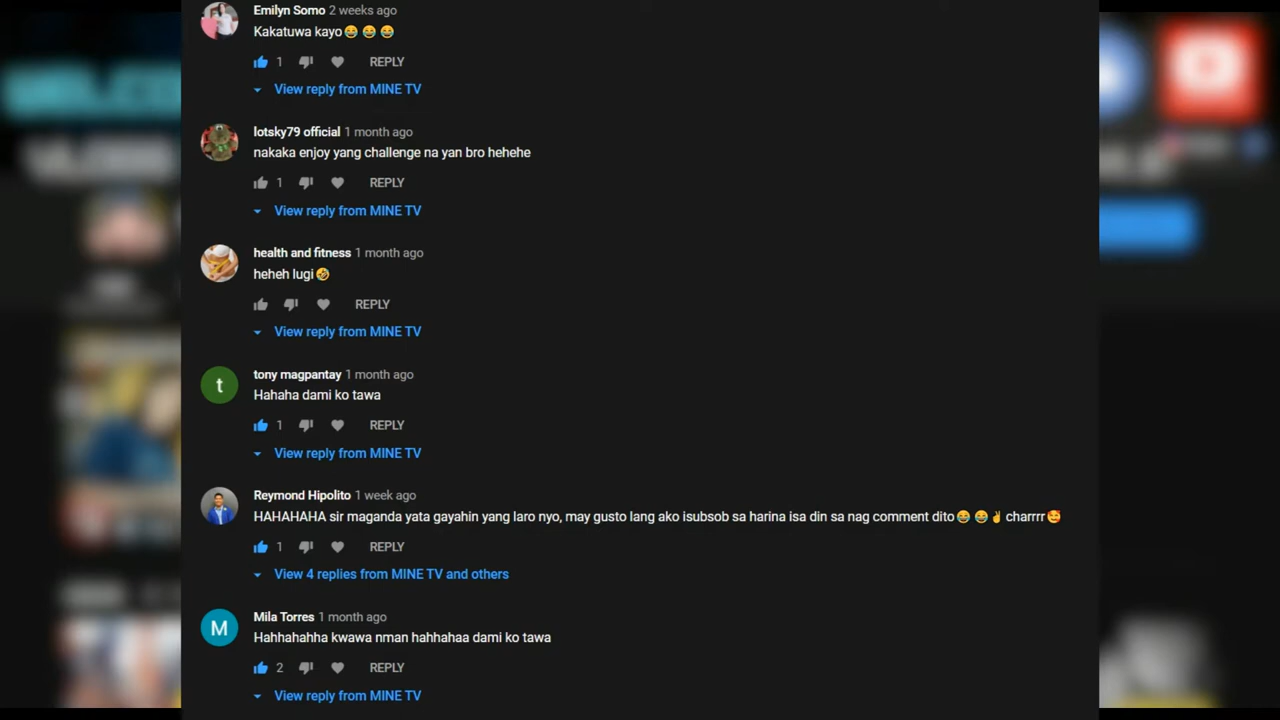 Emilyn Somo 2 weeks ago
Kakatuwa kayo😂 😂 😂
1 REPLY
View reply from MINE TV
lotsky79 official 1 month ago
nakaka enjoy yang challenge na yan bro hehehe
1 REPLY
View reply from MINE TV
health and fitness 1 month ago
heheh lugi🤣
REPLY
View reply from MINE TV
t
tony magpantay 1 month ago
Hahaha dami ko tawa
1 REPLY
View reply from MINE TV
Reymond Hipolito 1 week ago
HAHAHAHA sir maganda yata gayahin yang laro nyo, may gusto lang ako isubsob sa harina isa din sa nag comment dito😂 😂 ✌ charrrr🥰
1 REPLY
View 4 replies from MINE TV and others
M
Mila Torres 1 month ago
Hahhahahha kwawa nman hahhahaa dami ko tawa
2 REPLY
View reply from MINE TV